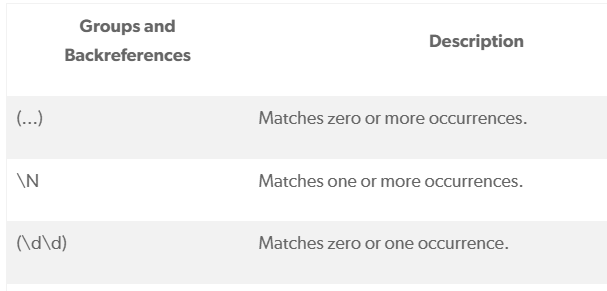 Groups and
Backreferences
Description
(...)
Matches zero or more occurrences.
\N
Matches one or more occurrences.
(\d\d)
Matches zero or one occurrence.